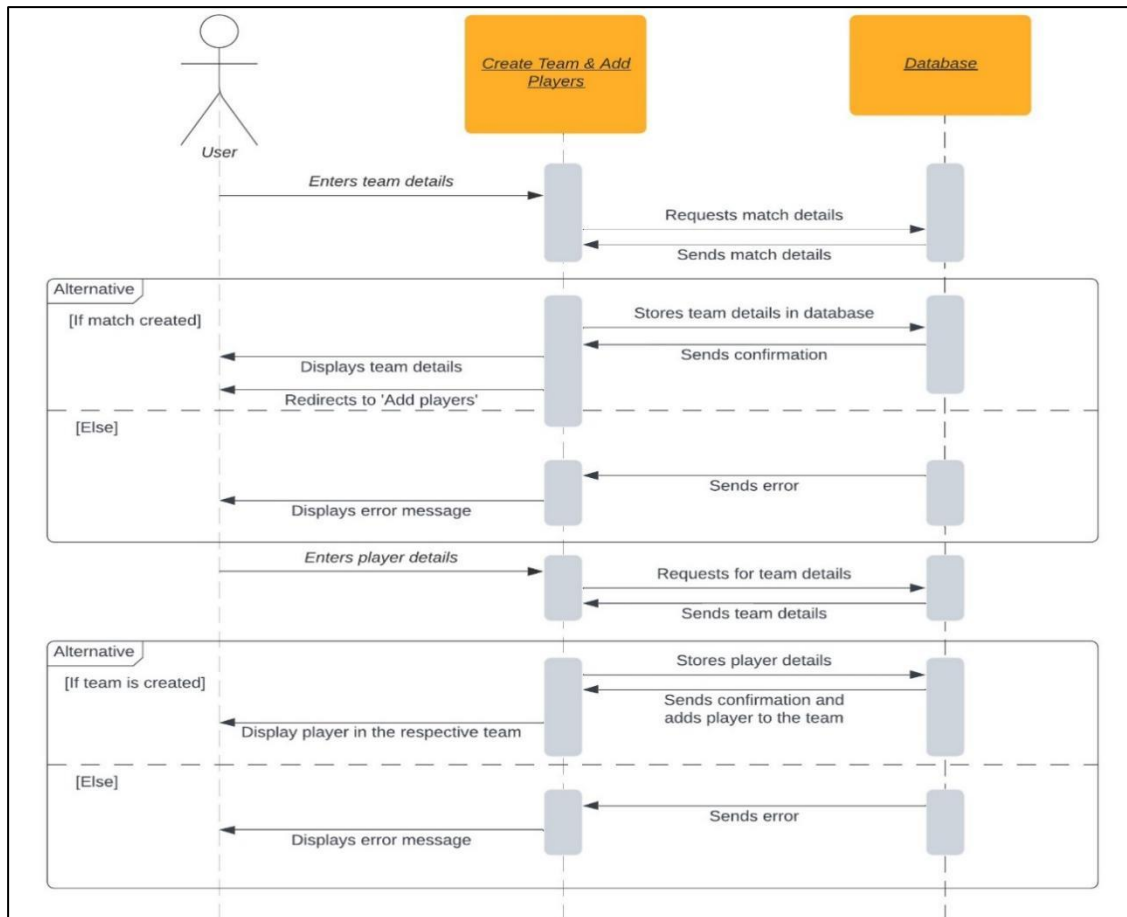 Create Team & Add
Players
Database
User
Enters team details
Requests match details
Sends match details
Alternative
[If match created]
Stores team details in database
Sends confirmation
Displays team details
Redirects to 'Add players'
[Else]
Sends error
Displays error message
Enters player details
Requests for team details
Sends team details
Alternative
[If team is created]
Stores player details
Sends confirmation and
adds player to the team
Display player in the respective team
[Else]
Sends error
Displays error message